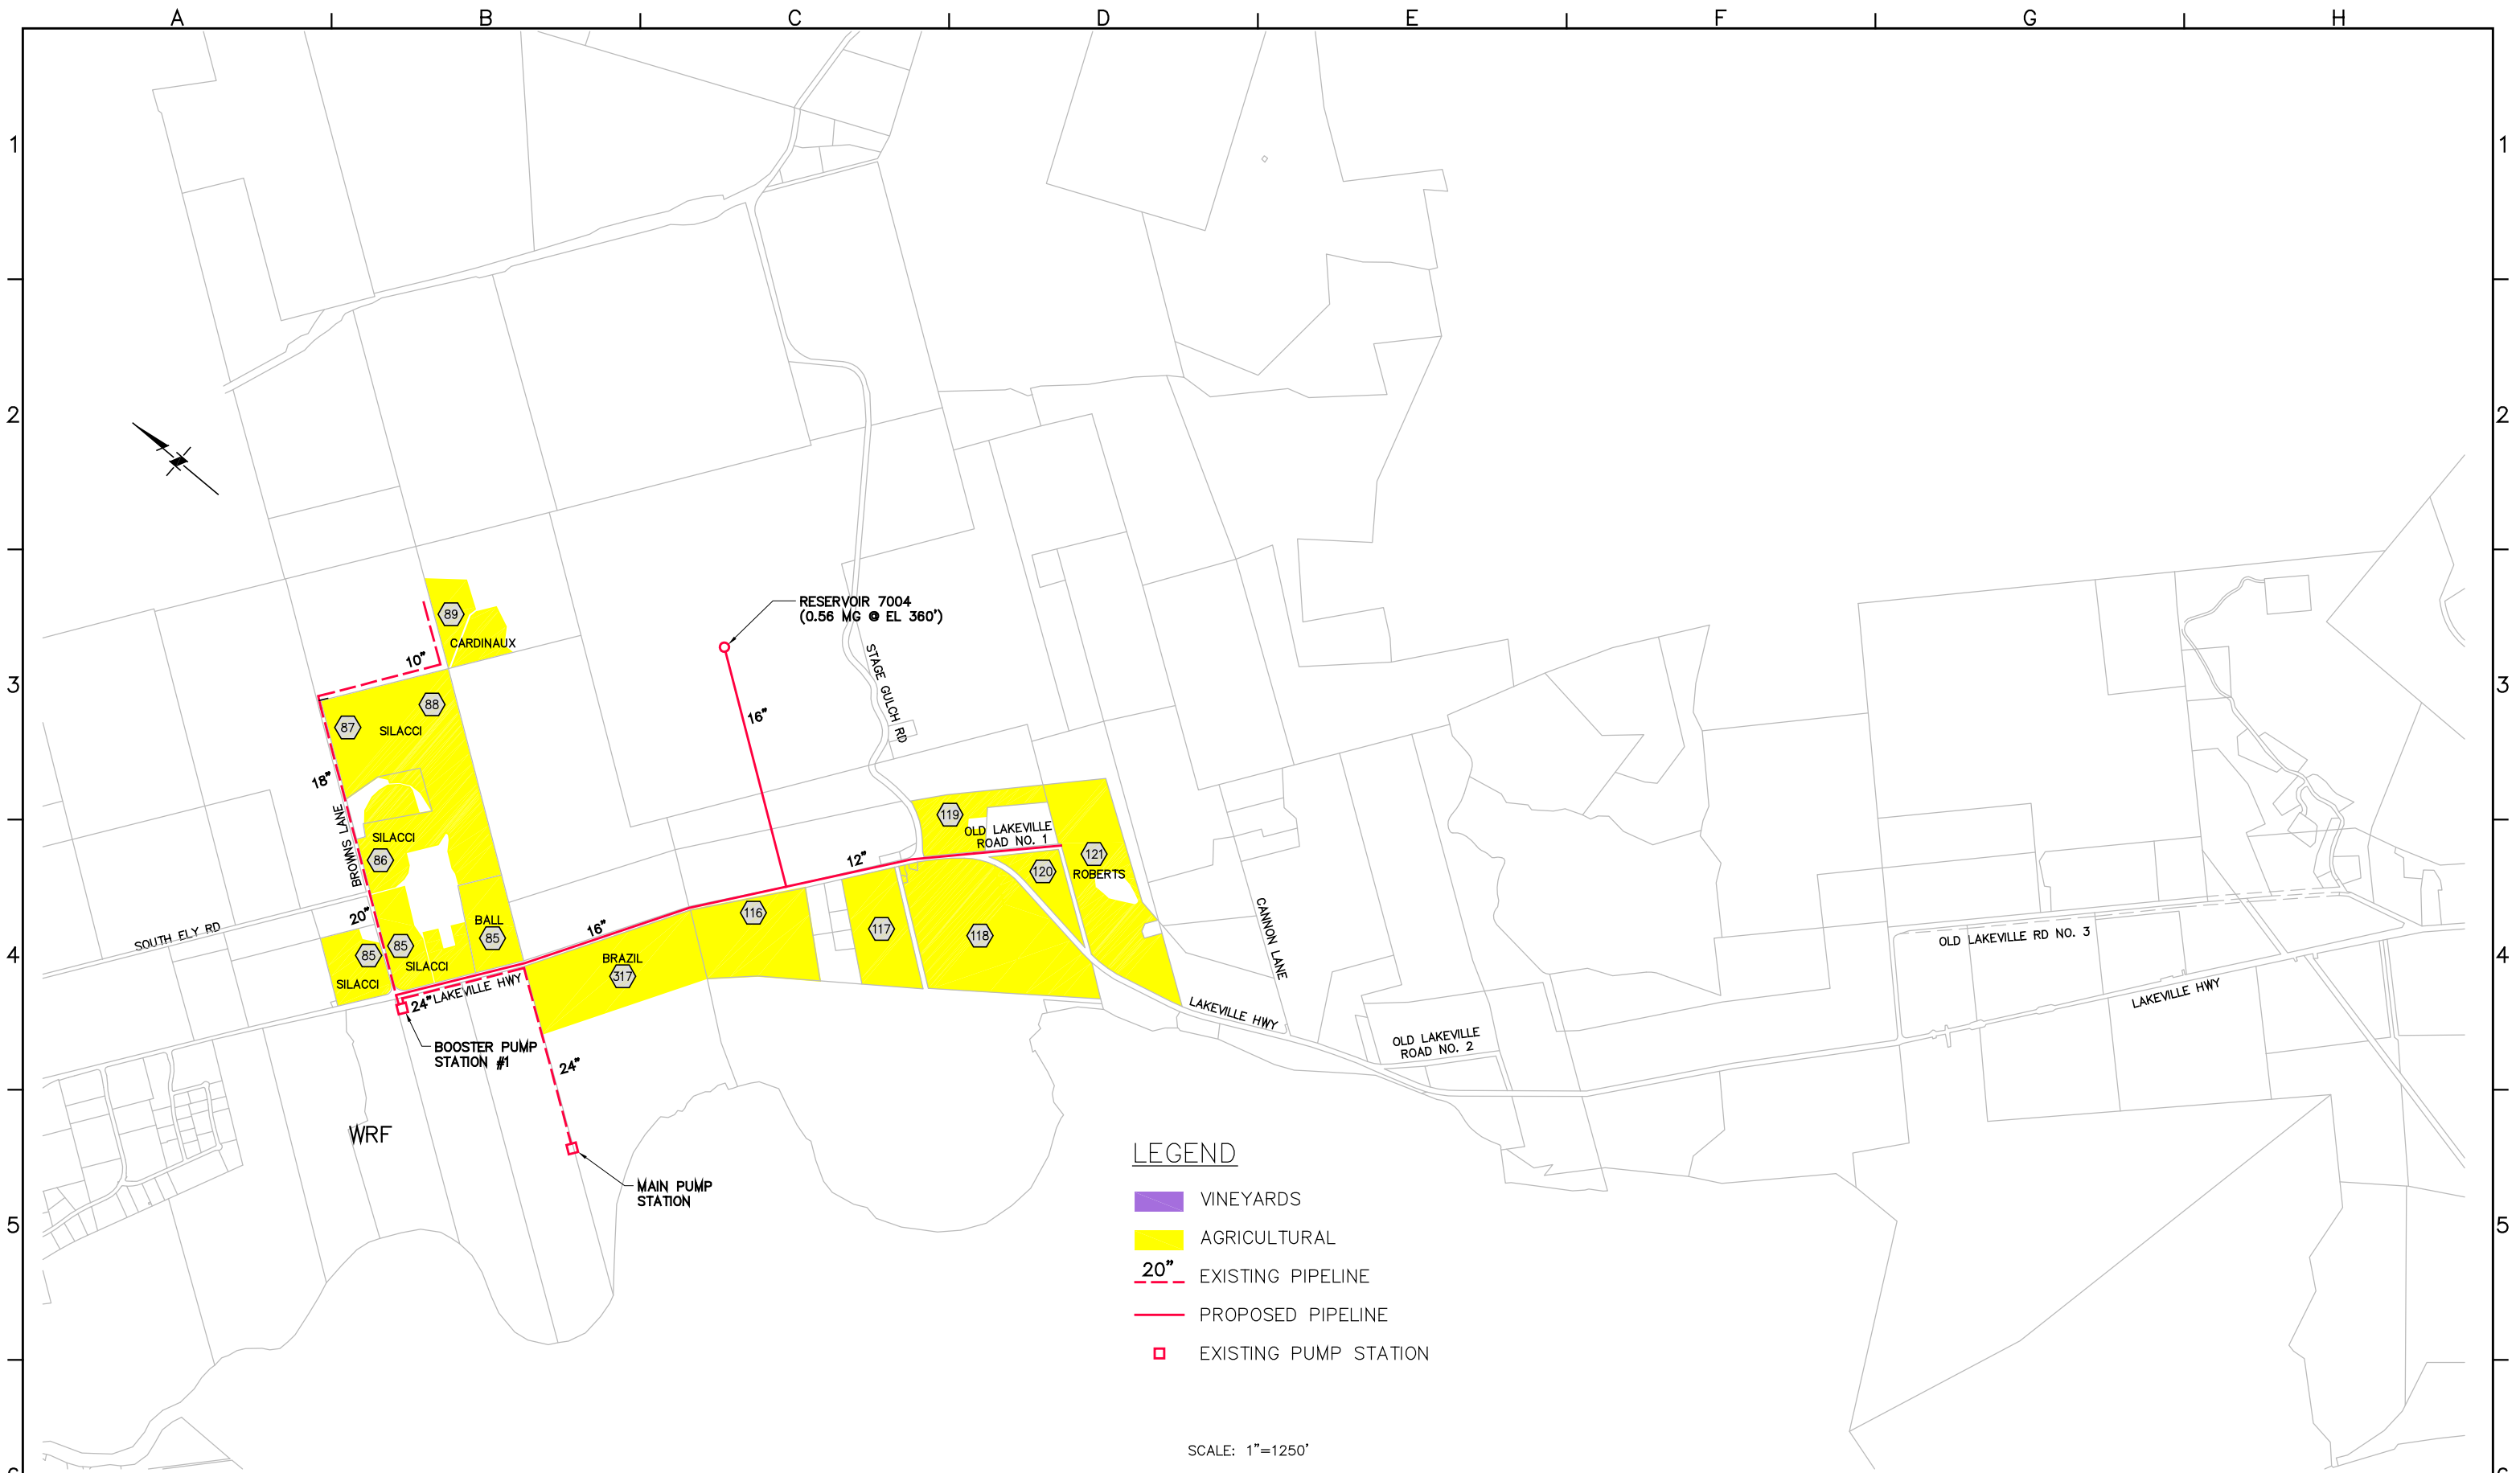 A B C D E F G H
1 1
2 2
89
RESERVOIR 7004
(0.56 MG @ EL 360')
CARDINAUX
10"
STAGE GULCH RD
3 3
88
16"
87
SILACCI
18"
BROWNS LANE
119
SILACCI
OLD LAKEVILLE
ROAD NO. 1
86
12"
121
120
ROBERTS
20"
116
BALL
16"
117
118
CANNON LANE
SOUTH ELY RD
85
85
85
OLD LAKEVILLE RD NO. 3
4 4
SILACCI
BRAZIL
317
SILACCI
24"
LAKEVILLE HWY
LAKEVILLE HWY
LAKEVILLE HWY
OLD LAKEVILLE
ROAD NO. 2
BOOSTER PUMP
STATION #1
24"
WRF
LEGEND
MAIN PUMP
STATION
VINEYARDS
5 5
AGRICULTURAL
20" EXISTING PIPELINE
PROPOSED PIPELINE
EXISTING PUMP STATION
SCALE: 1"=1250'